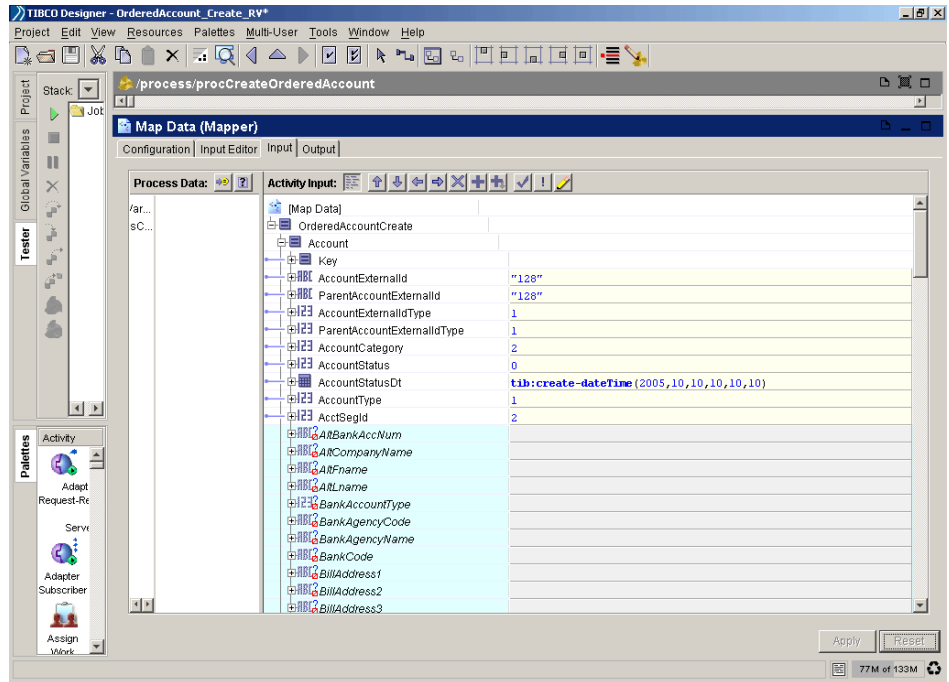 TIBCO Designer - OrderedAccount_Create_RV*
Project Edit View Resources Palettes Multi-User Tools Window Help
Project
Global Variables
Tester
Stack:
Job
/process/procCreateOrderedAccount
Map Data (Mapper)
Configuration Input Editor Input Output
Process Data:
Activity Input:
/ar...
sC...
[Map Data]
OrderedAccountCreate
Account
Key
AccountExternalId "128"
ParentAccountExternalId "128"
AccountExternalIdType 1
ParentAccountExternalIdType 1
AccountCategory 2
AccountStatus 0
AccountStatusDt tib:create-dateTime(2005,10,10,10,10,10)
AccountType 1
AcctSegId 2
AltBankAccNum
AltCompanyName
AltFname
AltLname
BankAccountType
BankAgencyCode
BankAgencyName
BankCode
BillAddress1
BillAddress2
BillAddress3
Palettes
Activity
Adapt
Request-Re
Serve
Adapter
Subscriber
Assign
Work
Apply Reset
77M of 133M